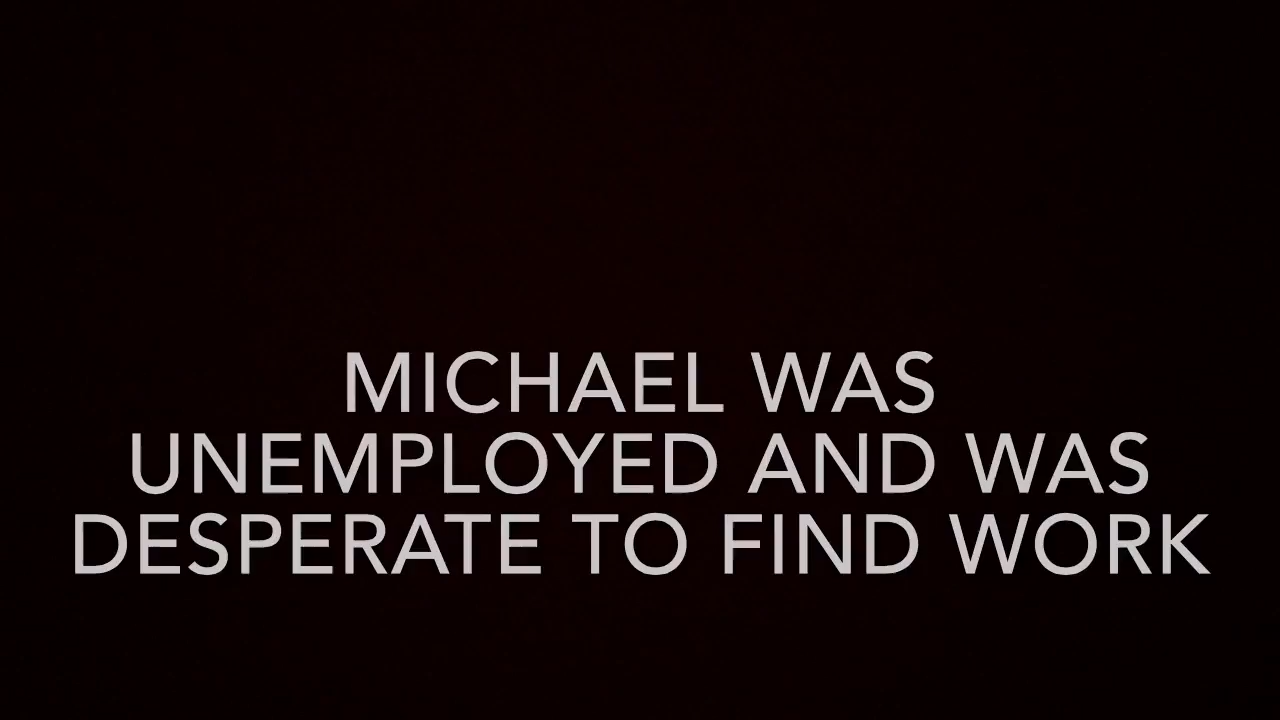 MICHAEL WAS
UNEMPLOYED AND WAS
DESPERATE TO FIND WORK